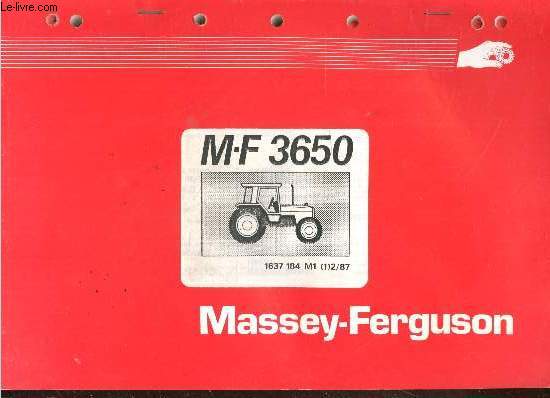 Le-livre.com
M·F 3650
1637 184 M1 (1)2/87
Massey-Ferguson